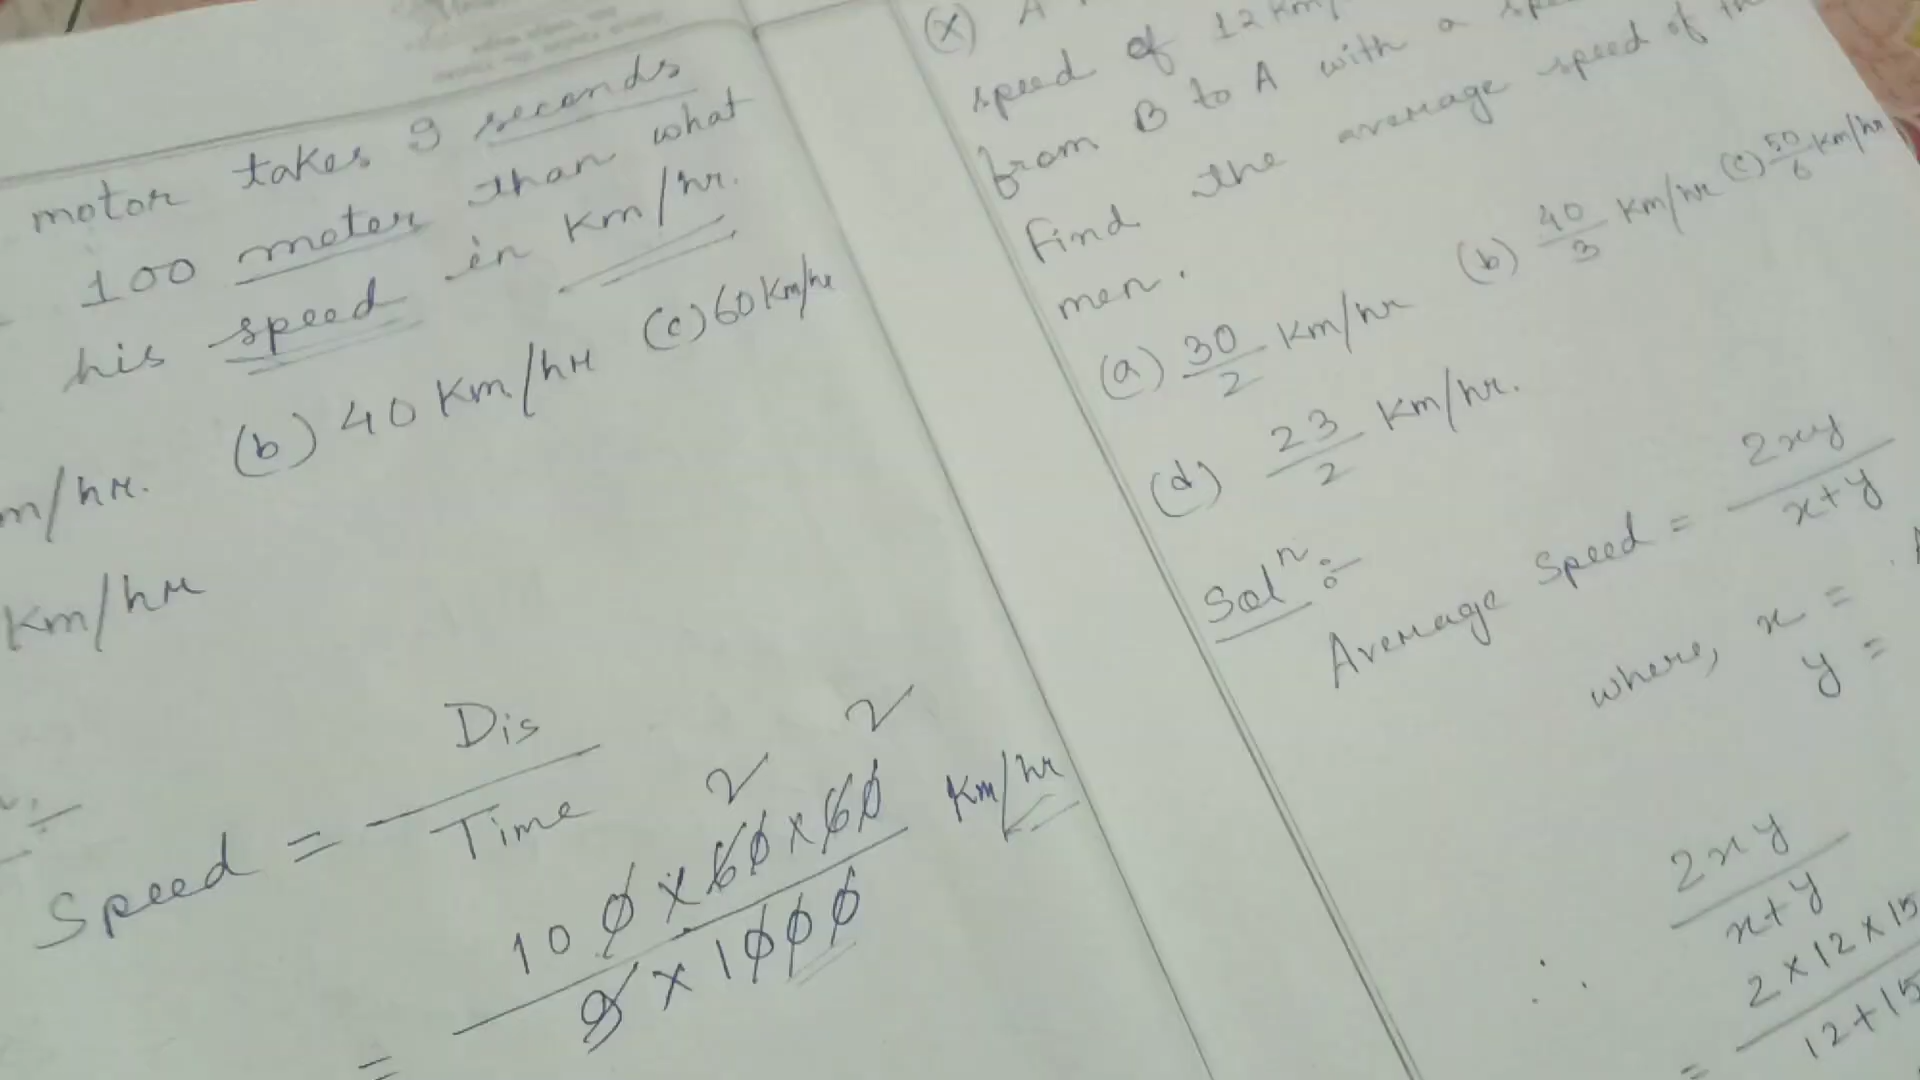 motor takes 9 seconds
100 meter than what
his speed in Km/hr.
m/hr. (b) 40 Km/hr (c) 60 Km/hr
Km/hr
Speed = Dis
Time
100 × 60 × 60 Km/hr
9 × 1000
2 2
=
(x) A
speed of 12 Km/
from B to A with a
Find the average speed of
men.
(a) 30/2 Km/hr (b) 40/3 Km/hr (c) 50/6 Km/hr
(d) 23/2 Km/hr.
Solⁿ :-
Average Speed = 2xy
x+y
where, x =
y =
∴ 2xy
x+y
= 2×12×15
12+15